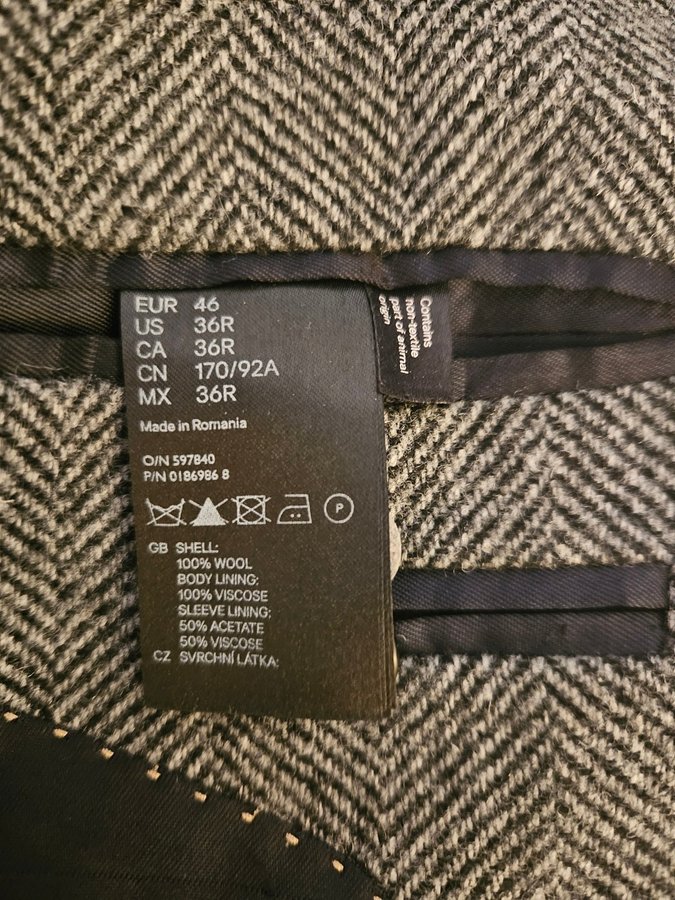 EUR 46
US 36R
CA 36R
CN 170/92A
MX 36R
Made in Romania
O/N 597840
P/N 0186986 8
P
GB SHELL:
100% WOOL
BODY LINING:
100% VISCOSE
SLEEVE LINING:
50% ACETATE
50% VISCOSE
CZ SVRCHNÍ LÁTKA:
Contains
non-textile
part of animal
origin